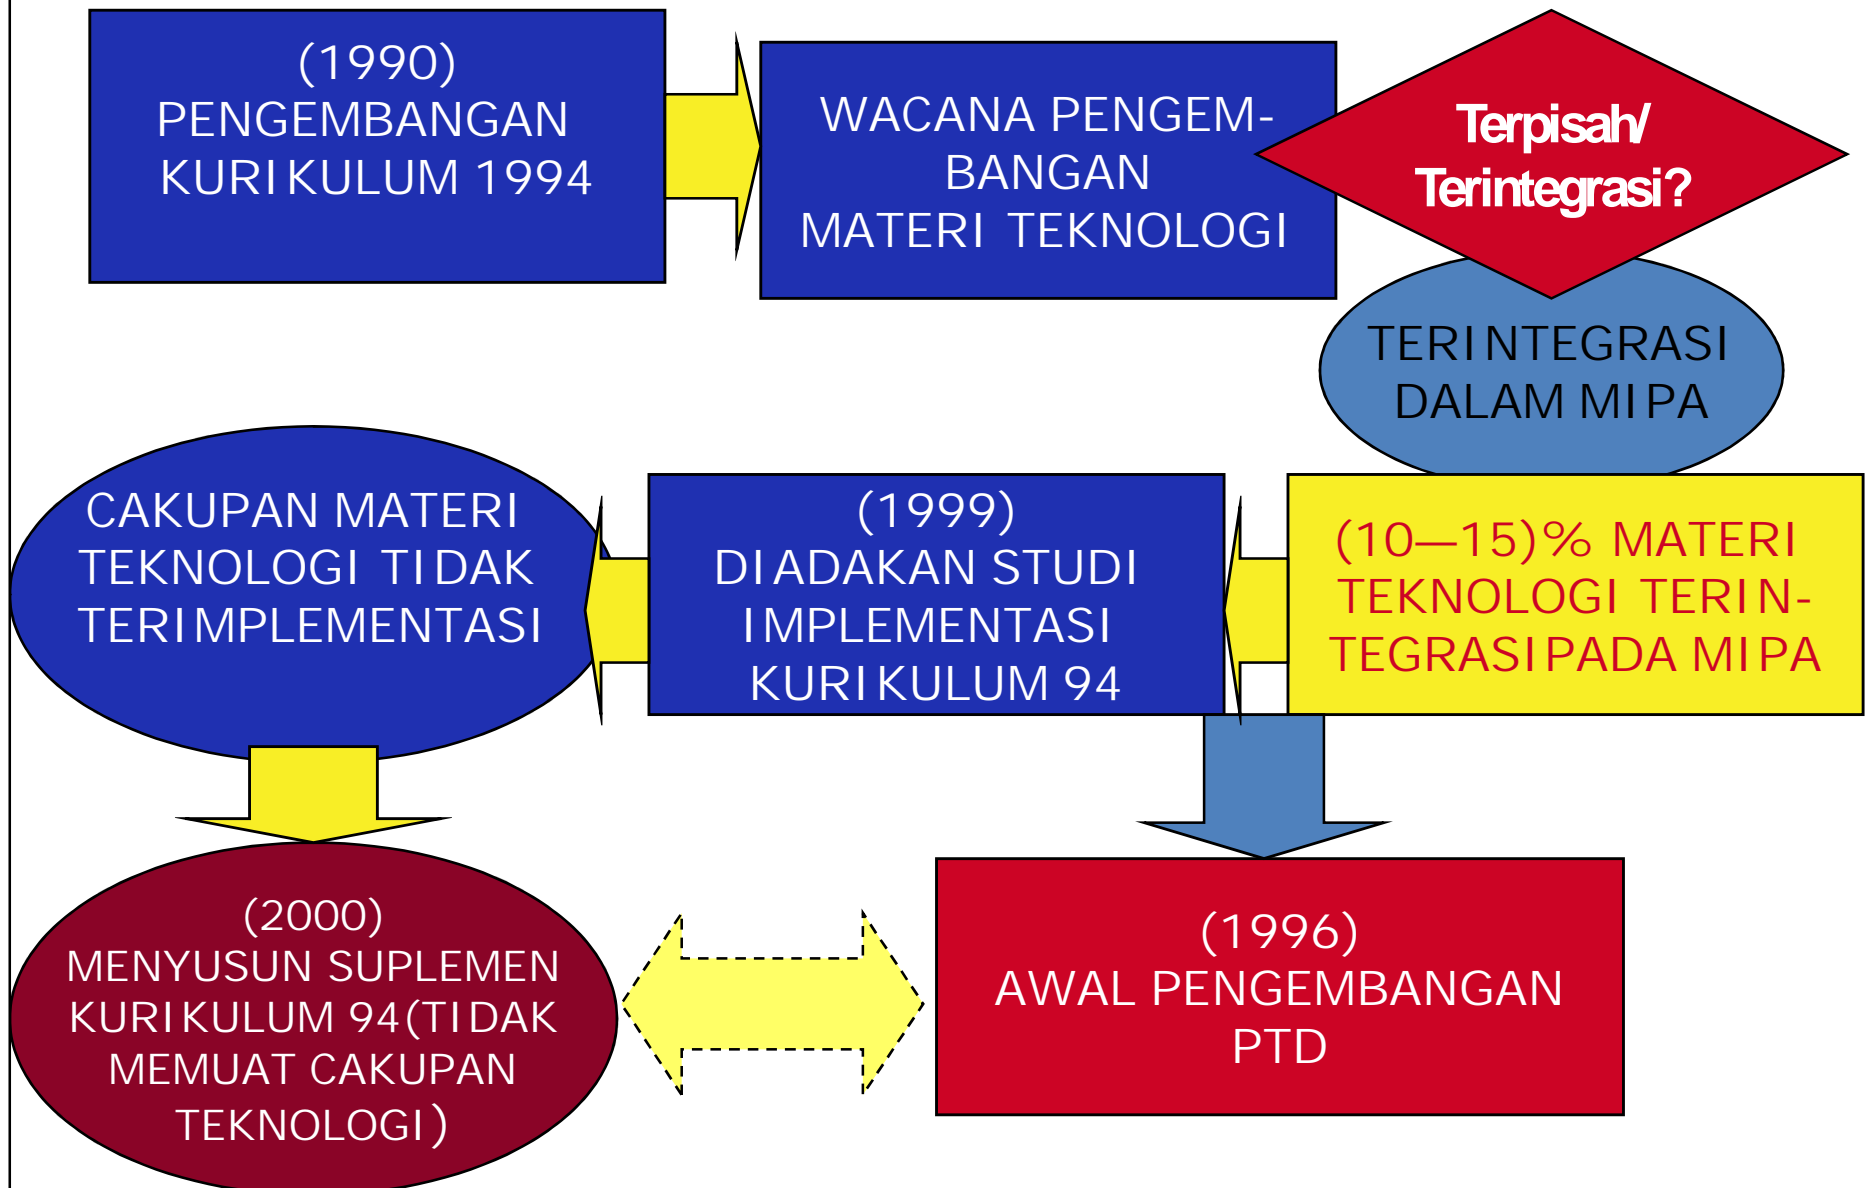 (1990)
PENGEMBANGAN
KURIKULUM 1994
WACANA PENGEM-
BANGAN
MATERI TEKNOLOGI
Terpisah/
Terintegrasi?
TERINTEGRASI
DALAM MIPA
(10—15)% MATERI
TEKNOLOGI TERIN-
TEGRASI PADA MIPA
(1999)
DIADAKAN STUDI
IMPLEMENTASI
KURIKULUM 94
CAKUPAN MATERI
TEKNOLOGI TIDAK
TERIMPLEMENTASI
(2000)
MENYUSUN SUPLEMEN
KURIKULUM 94(TIDAK
MEMUAT CAKUPAN
TEKNOLOGI)
(1996)
AWAL PENGEMBANGAN
PTD